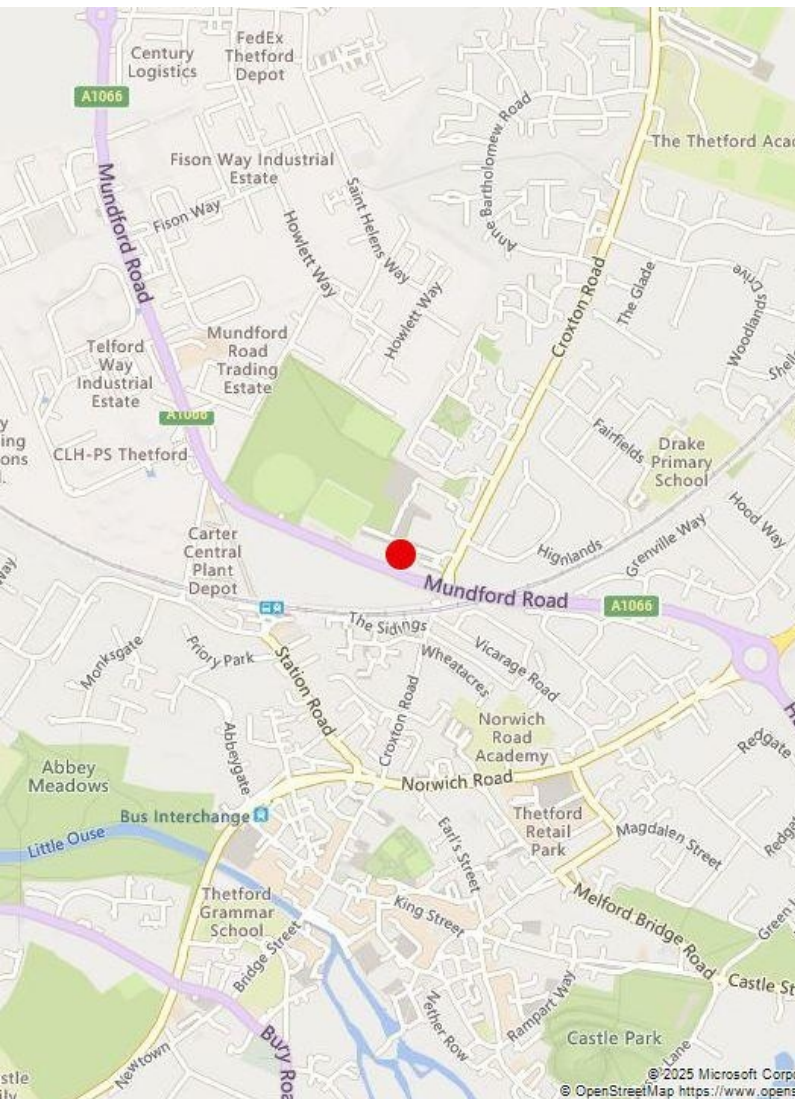 Century
Logistics
FedEx
Thetford
Depot
A1066
Anne Bartholomew Road
The Thetford Aca
Fison Way Industrial
Estate
Fison Way
Saint Helens Way
Howlett Way
Howlett Way
Mundford Road
Croxton Road
The Glade
Woodlands Drive
Telford
Way
Industrial
Estate
Mundford
Road
Trading
Estate
A1066
CLH-PS Thetford
Fairfields
Drake
Primary
School
Hood Way
Grenville Way
Highlands
Carter
Central
Plant
Depot
Mundford Road
A1066
The Sidings
Wheatacres
Vicarage Road
Monksgate
Priory Park
Station Road
Croxton Road
Abbeygate
Norwich
Road
Academy
Redgate
Abbey
Meadows
Norwich Road
Bus Interchange
Little Ouse
Earl's Street
Thetford
Retail
Park
Magdalen Street
Thetford
Grammar
School
King Street
Melford Bridge Road
Bridge Street
Castle St
Nether Row
Rampart Way
Castle Park
Newtown
Bury Roa
Lane
© 2025 Microsoft Corpo
© OpenStreetMap https://www.opens